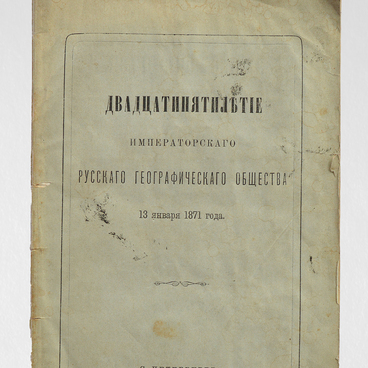 ДВАДЦАТИПЯТИЛѢТІЕ
ИМПЕРАТОРСКАГО
РУССКАГО ГЕОГРАФИЧЕСКАГО ОБЩЕСТВА
13 января 1871 года.